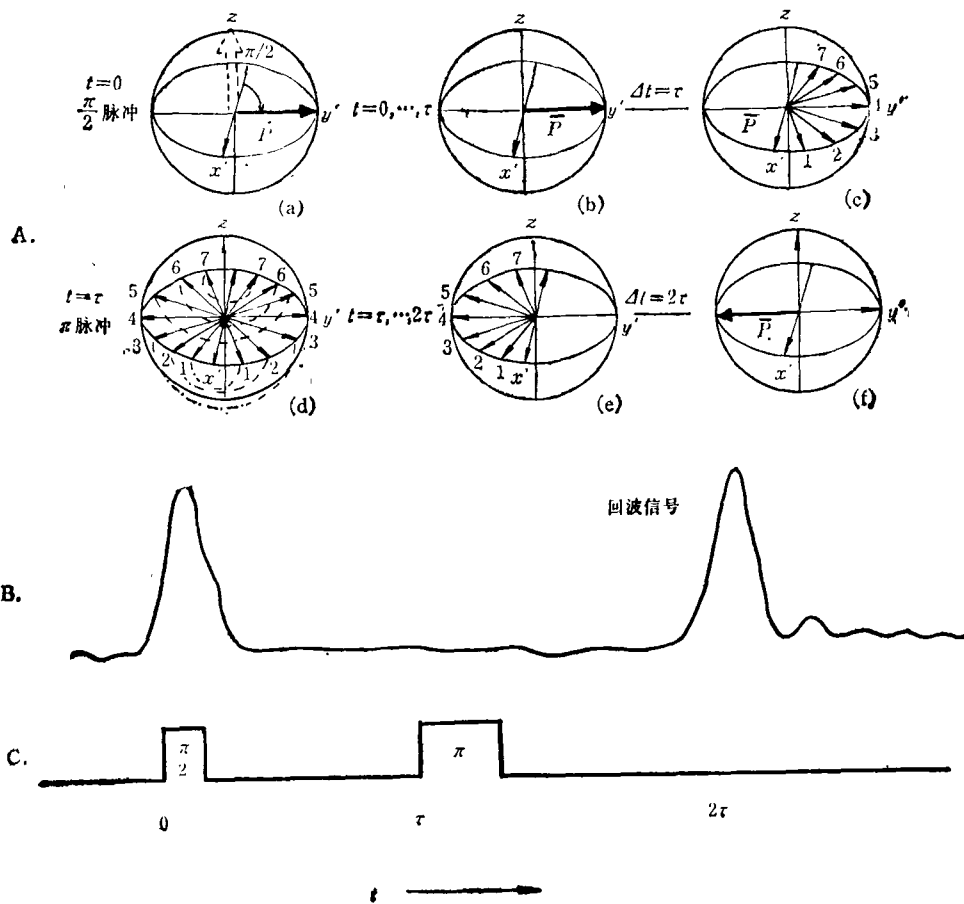 A.
t=0
π/2 脉冲
z
π/2
P
y′
x′
(a)
t=0,…,τ
z
P̅
y′
x′
(b)
Δt=τ
z
7
6
5
4
3
2
1
P̅
x′
(c)
t=τ
π 脉冲
z
5 6 7 7 6 5
4 4 y′
3 2 1 x′ 1 2 3
(d)
t=τ,…,2τ
z
7
6
5
4
3
2
1
x′
y′
(e)
Δt=2τ
z
P̅
x′
(f)
B.
回波信号
C.
π/2
π
0 τ 2τ
t